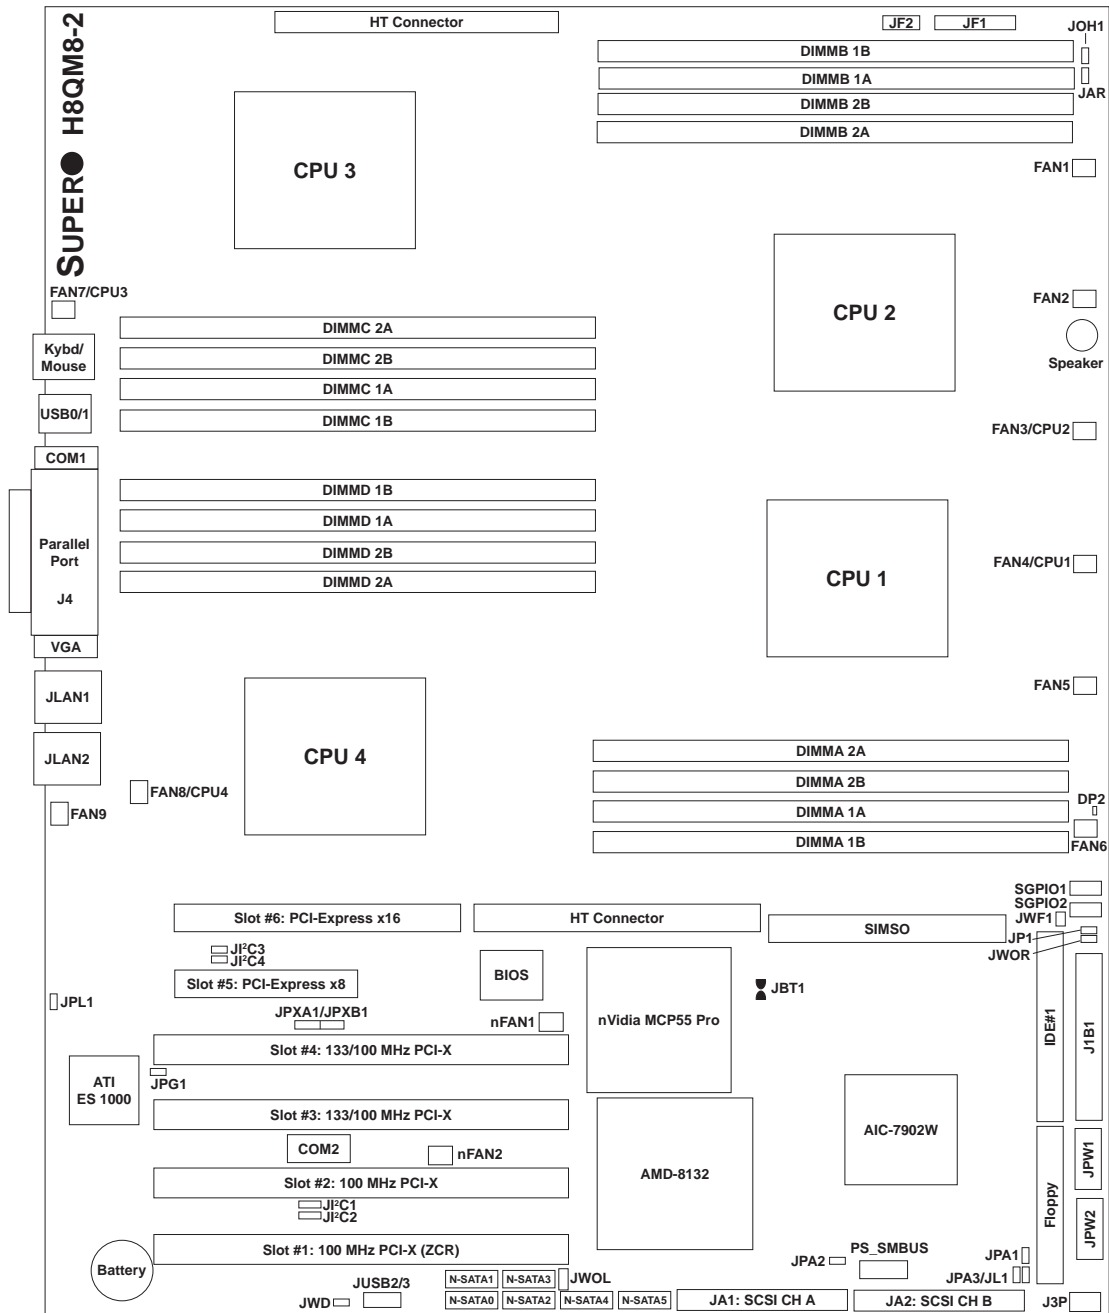 HT Connector
JF2
JF1
JOH1
SUPER H8QM8-2
DIMMB 1B
DIMMB 1A
JAR
DIMMB 2B
DIMMB 2A
CPU 3
FAN1
FAN7/CPU3
CPU 2
FAN2
Speaker
Kybd/
Mouse
DIMMC 2A
DIMMC 2B
DIMMC 1A
DIMMC 1B
USB0/1
FAN3/CPU2
COM1
DIMMD 1B
DIMMD 1A
DIMMD 2B
DIMMD 2A
Parallel
Port
J4
CPU 1
FAN4/CPU1
VGA
JLAN1
FAN5
JLAN2
CPU 4
FAN8/CPU4
FAN9
DIMMA 2A
DIMMA 2B
DIMMA 1A
DIMMA 1B
DP2
FAN6
SGPIO1
SGPIO2
JWF1
JP1
JWOR
Slot #6: PCI-Express x16
HT Connector
SIMSO
JI²C3
JI²C4
Slot #5: PCI-Express x8
BIOS
JBT1
JPL1
JPXA1/JPXB1
nFAN1
nVidia MCP55 Pro
IDE#1
J1B1
Slot #4: 133/100 MHz PCI-X
JPG1
ATI
ES 1000
Slot #3: 133/100 MHz PCI-X
AIC-7902W
COM2
nFAN2
AMD-8132
JPW1
Slot #2: 100 MHz PCI-X
JI²C1
JI²C2
Floppy
JPW2
Slot #1: 100 MHz PCI-X (ZCR)
Battery
JPA2
PS_SMBUS
JPA1
JPA3/JL1
JUSB2/3
N-SATA1
N-SATA3
JWOL
JWD
N-SATA0
N-SATA2
N-SATA4
N-SATA5
JA1: SCSI CH A
JA2: SCSI CH B
J3P